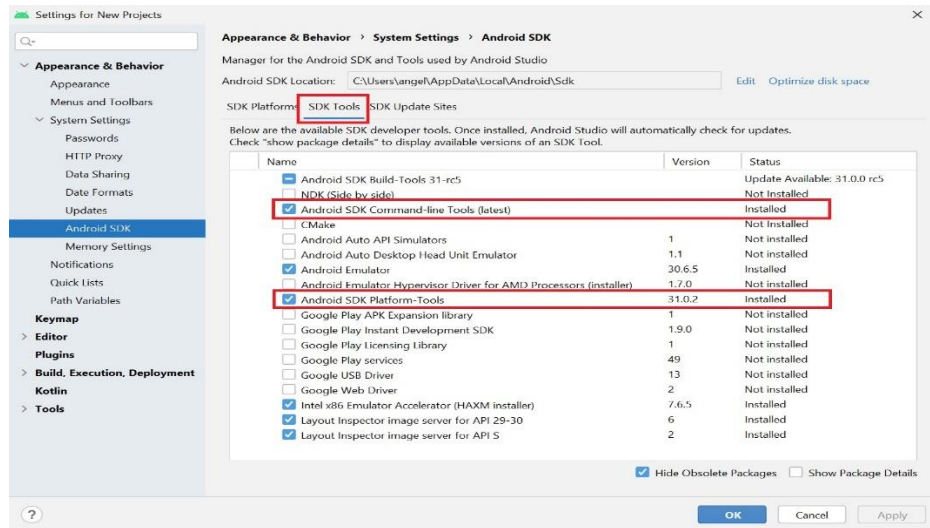 Settings for New Projects
Appearance & Behavior
Appearance
Menus and Toolbars
System Settings
Passwords
HTTP Proxy
Data Sharing
Date Formats
Updates
Android SDK
Memory Settings
Notifications
Quick Lists
Path Variables
Keymap
Editor
Plugins
Build, Execution, Deployment
Kotlin
Tools
Appearance & Behavior › System Settings › Android SDK
Manager for the Android SDK and Tools used by Android Studio
Android SDK Location: C:\Users\angel\AppData\Local\Android\Sdk Edit Optimize disk space
SDK Platforms SDK Tools SDK Update Sites
Below are the available SDK developer tools. Once installed, Android Studio will automatically check for updates.
Check "show package details" to display available versions of an SDK Tool.
Name Version Status
Android SDK Build-Tools 31-rc5 Update Available: 31.0.0 rc5
NDK (Side by side) Not Installed
Android SDK Command-line Tools (latest) Installed
CMake Not Installed
Android Auto API Simulators 1 Not installed
Android Auto Desktop Head Unit Emulator 1.1 Not installed
Android Emulator 30.6.5 Installed
Android Emulator Hypervisor Driver for AMD Processors (installer) 1.7.0 Not installed
Android SDK Platform-Tools 31.0.2 Installed
Google Play APK Expansion library 1 Not installed
Google Play Instant Development SDK 1.9.0 Not installed
Google Play Licensing Library 1 Not installed
Google Play services 49 Not installed
Google USB Driver 13 Not installed
Google Web Driver 2 Not installed
Intel x86 Emulator Accelerator (HAXM installer) 7.6.5 Installed
Layout Inspector image server for API 29-30 6 Installed
Layout Inspector image server for API S 2 Installed
Hide Obsolete Packages Show Package Details
? OK Cancel Apply